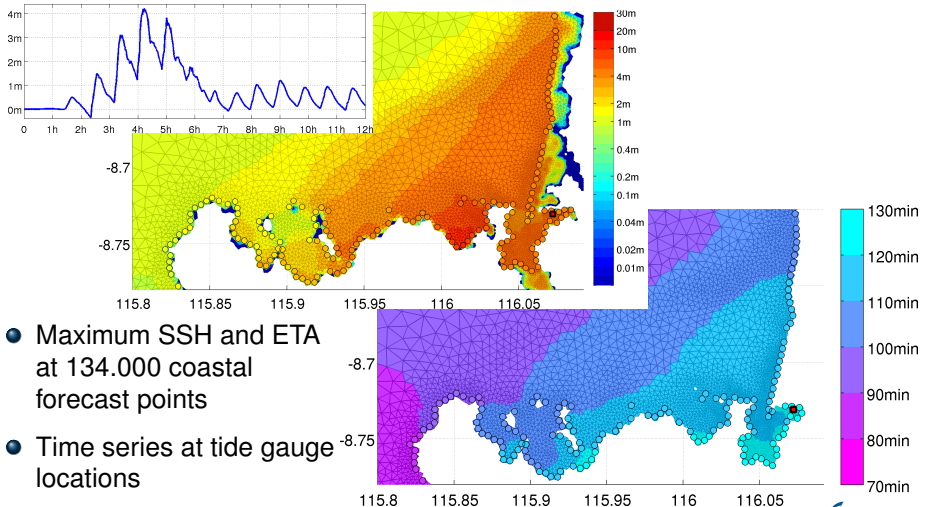 4m
3m
2m
1m
0m
0 1h 2h 3h 4h 5h 6h 7h 8h 9h 10h 11h 12h
30m
20m
10m
4m
2m
1m
0.4m
0.2m
0.1m
0.04m
0.02m
0.01m
-8.7
-8.75
115.8 115.85 115.9 115.95 116 116.05
Maximum SSH and ETA
at 134.000 coastal
forecast points
Time series at tide gauge
locations
130min
120min
110min
100min
90min
80min
70min
-8.7
-8.75
115.8 115.85 115.9 115.95 116 116.05